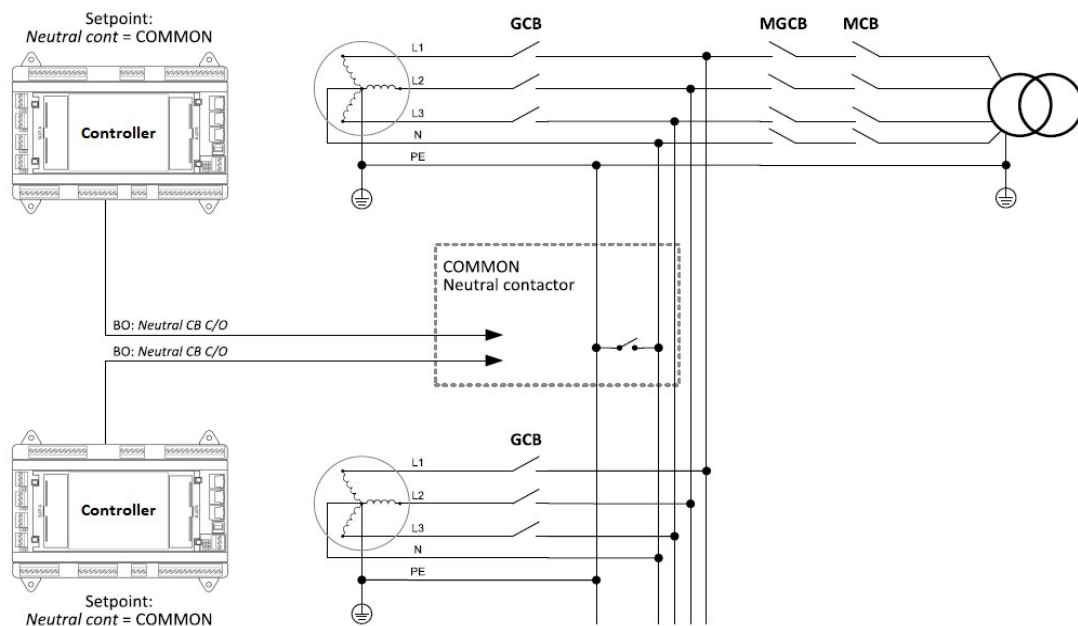 Setpoint:
Neutral cont = COMMON
GCB
MGCB
MCB
L1
L2
L3
N
PE
Controller
COMMON
Neutral contactor
BO: Neutral CB C/O
BO: Neutral CB C/O
GCB
L1
L2
L3
N
PE
Controller
Setpoint:
Neutral cont = COMMON